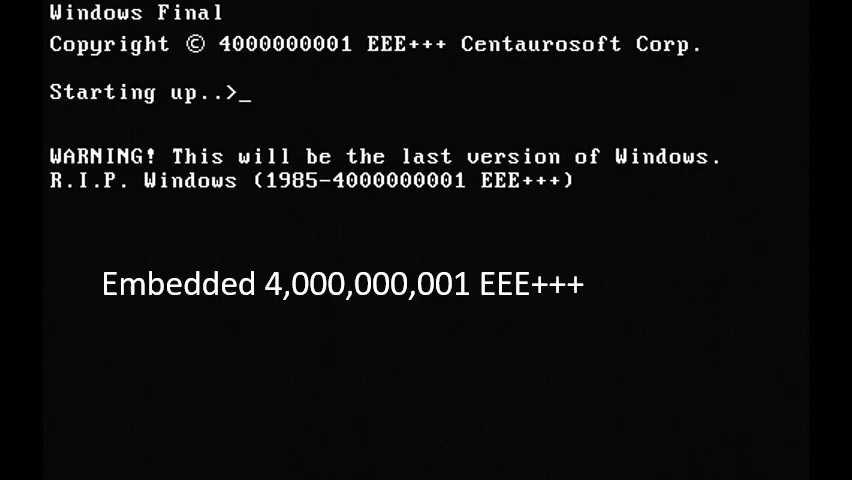 Windows Final
Copyright © 4000000001 EEE+++ Centaurosoft Corp.
Starting up..>_
WARNING! This will be the last version of Windows.
R.I.P. Windows (1985-4000000001 EEE+++)
Embedded 4,000,000,001 EEE+++